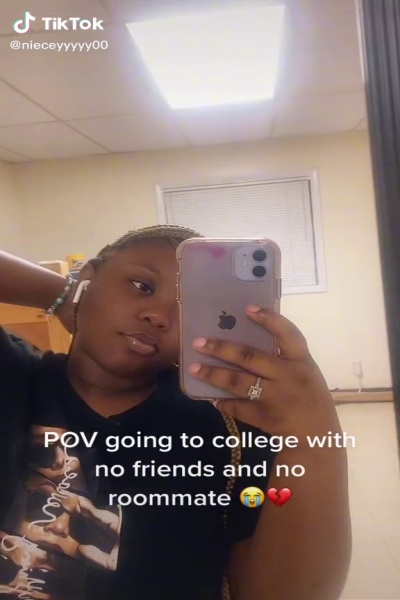 TikTok
@nieceyyyyy00
POV going to college with
no friends and no
roommate 😭💔